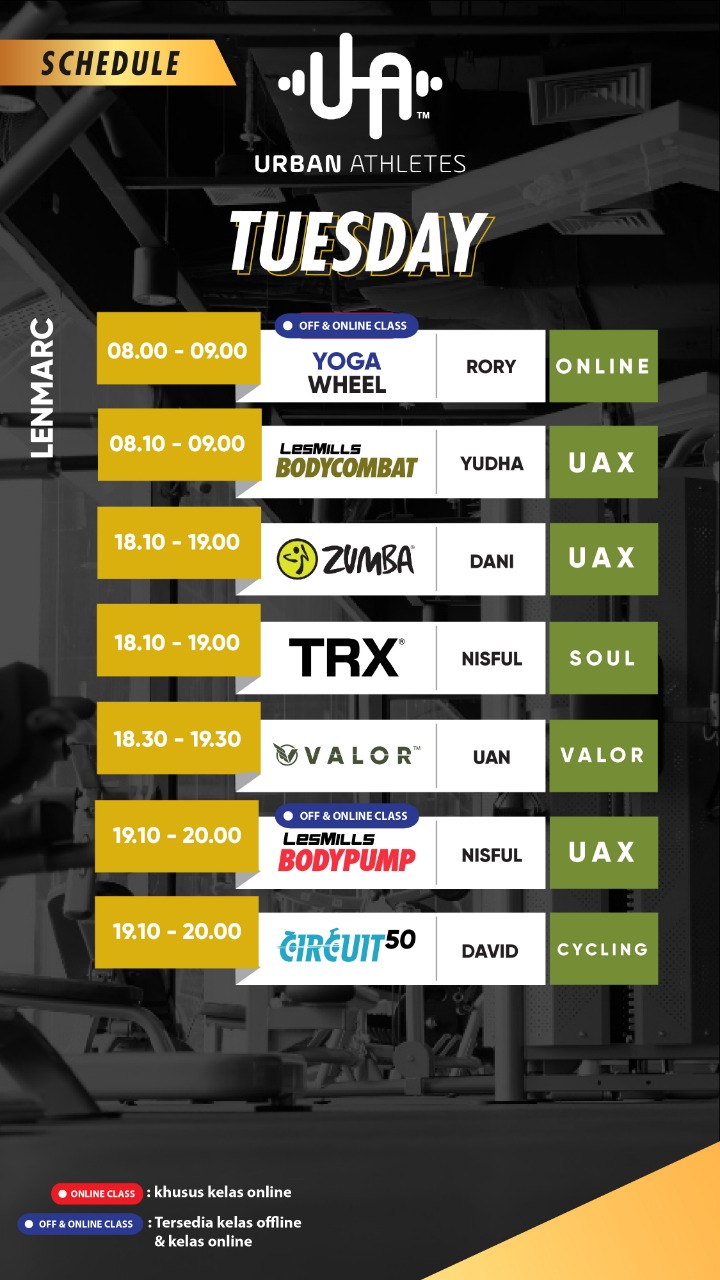 SCHEDULE
UA™
URBAN ATHLETES
TUESDAY
LENMARC
08.00 - 09.00
OFF & ONLINE CLASS
YOGA
WHEEL
RORY
ONLINE
08.10 - 09.00
LesMills
BODYCOMBAT
YUDHA
UAX
18.10 - 19.00
ZUMBA®
DANI
UAX
18.10 - 19.00
TRX®
NISFUL
SOUL
18.30 - 19.30
VALOR™
UAN
VALOR
19.10 - 20.00
OFF & ONLINE CLASS
LesMills
BODYPUMP
NISFUL
UAX
19.10 - 20.00
CIRCUIT50
DAVID
CYCLING
ONLINE CLASS : khusus kelas online
OFF & ONLINE CLASS : Tersedia kelas offline
& kelas online